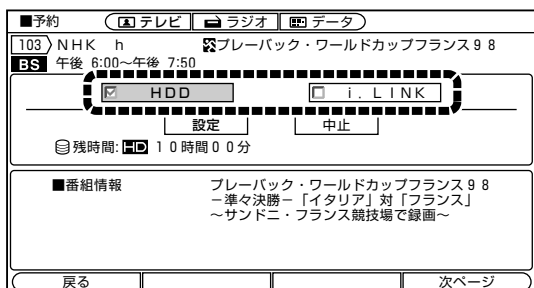 ■予約 テレビ ラジオ データ
103 NHK h プレーバック・ワールドカップフランス98
BS 午後 6:00～午後 7:50
HDD i.LINK
設定 中止
残時間:HD 10時間00分
■番組情報 プレーバック・ワールドカップフランス98
－準々決勝－「イタリア」対「フランス」
～サンドニ・フランス競技場で録画～
戻る 次ページ